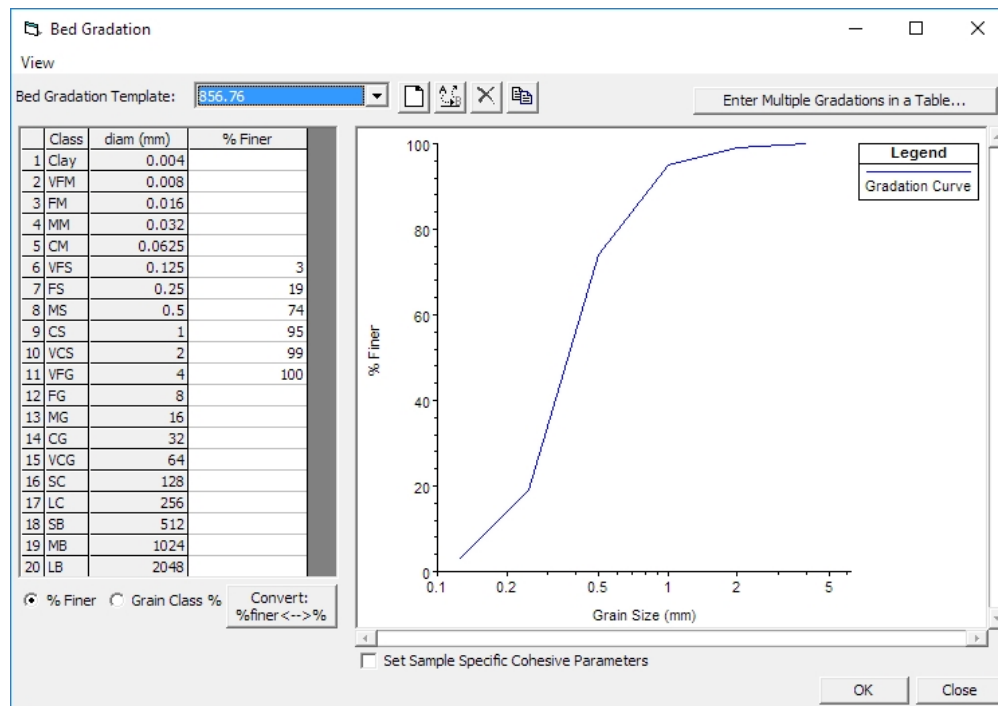 Bed Gradation
View
Bed Gradation Template: 856.76
Enter Multiple Gradations in a Table...
Class diam (mm) % Finer
1 Clay 0.004
2 VFM 0.008
3 FM 0.016
4 MM 0.032
5 CM 0.0625
6 VFS 0.125 3
7 FS 0.25 19
8 MS 0.5 74
9 CS 1 95
10 VCS 2 99
11 VFG 4 100
12 FG 8
13 MG 16
14 CG 32
15 VCG 64
16 SC 128
17 LC 256
18 SB 512
19 MB 1024
20 LB 2048
% Finer Grain Class %
Convert:
%finer<-->%
100
80
60
40
20
0
% Finer
0.1 0.2 0.5 1 2 5
Grain Size (mm)
Legend
Gradation Curve
Set Sample Specific Cohesive Parameters
OK Close